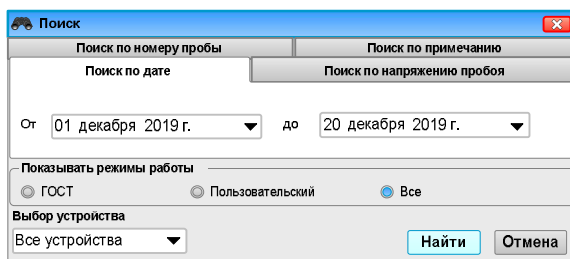 Поиск
Поиск по номеру пробы Поиск по примечанию
Поиск по дате Поиск по напряжению пробоя
От 01 декабря 2019 г. до 20 декабря 2019 г.
Показывать режимы работы
ГОСТ Пользовательский Все
Выбор устройства
Все устройства Найти Отмена